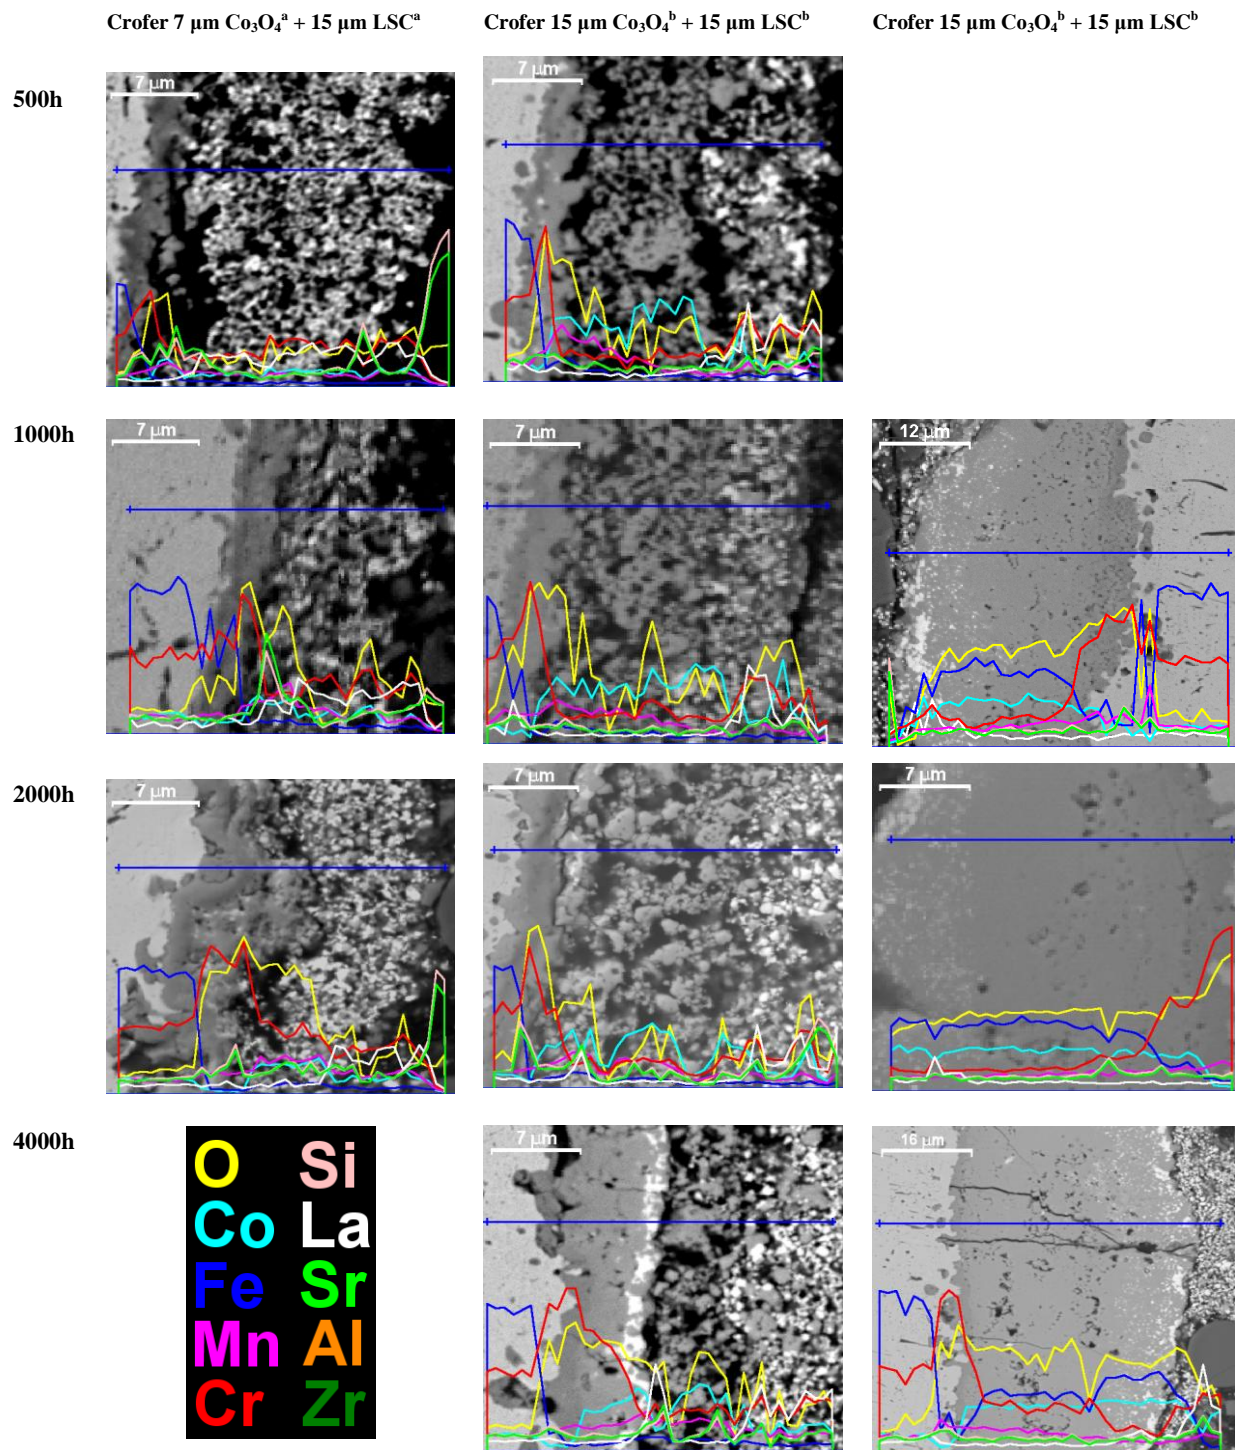 Crofer 7 µm Co₃O₄ᵃ + 15 µm LSCᵃ
Crofer 15 µm Co₃O₄ᵇ + 15 µm LSCᵇ
Crofer 15 µm Co₃O₄ᵇ + 15 µm LSCᵇ
500h
7 µm
7 µm
1000h
7 µm
7 µm
12 µm
2000h
7 µm
7 µm
7 µm
4000h
O Si
Co La
Fe Sr
Mn Al
Cr Zr
7 µm
16 µm